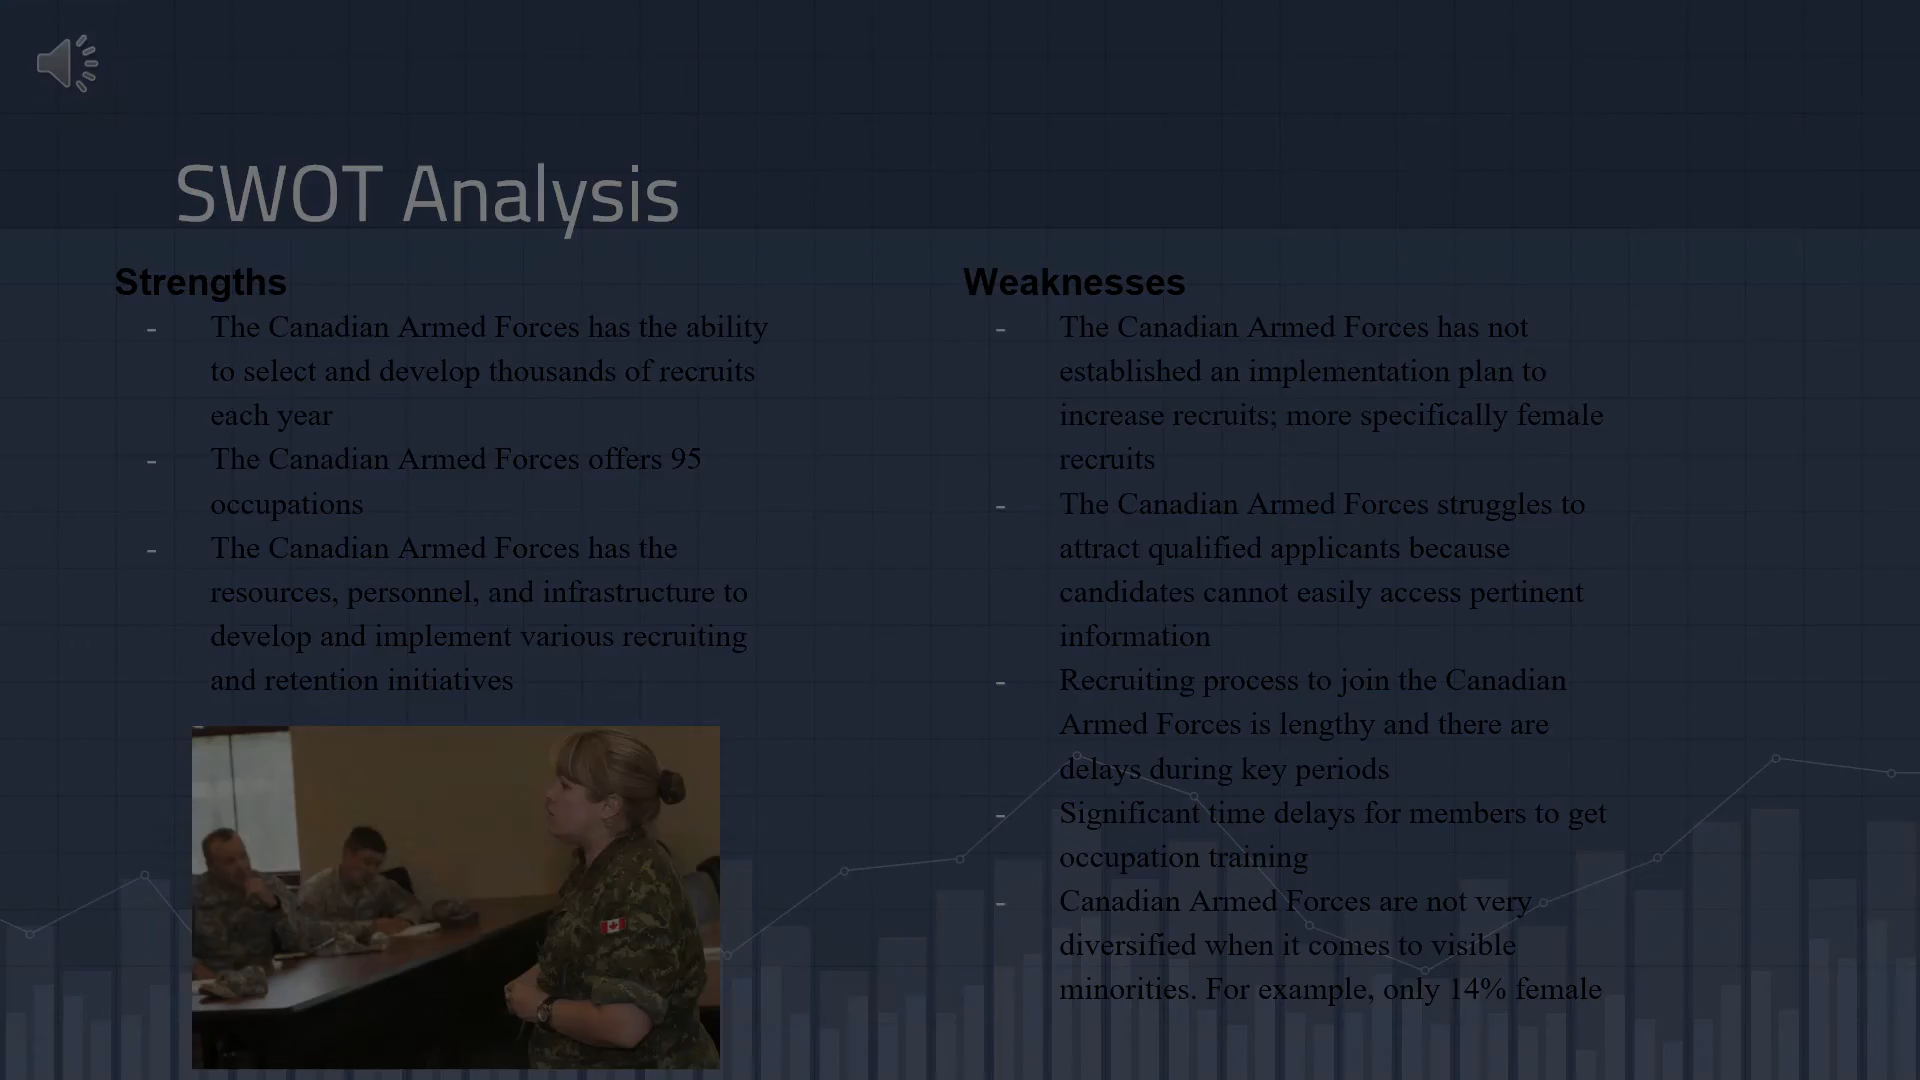 SWOT Analysis
Strengths
- The Canadian Armed Forces has the ability
to select and develop thousands of recruits
each year
- The Canadian Armed Forces offers 95
occupations
- The Canadian Armed Forces has the
resources, personnel, and infrastructure to
develop and implement various recruiting
and retention initiatives
Weaknesses
- The Canadian Armed Forces has not
established an implementation plan to
increase recruits; more specifically female
recruits
- The Canadian Armed Forces struggles to
attract qualified applicants because
candidates cannot easily access pertinent
information
- Recruiting process to join the Canadian
Armed Forces is lengthy and there are
delays during key periods
- Significant time delays for members to get
occupation training
- Canadian Armed Forces are not very
diversified when it comes to visible
minorities. For example, only 14% female